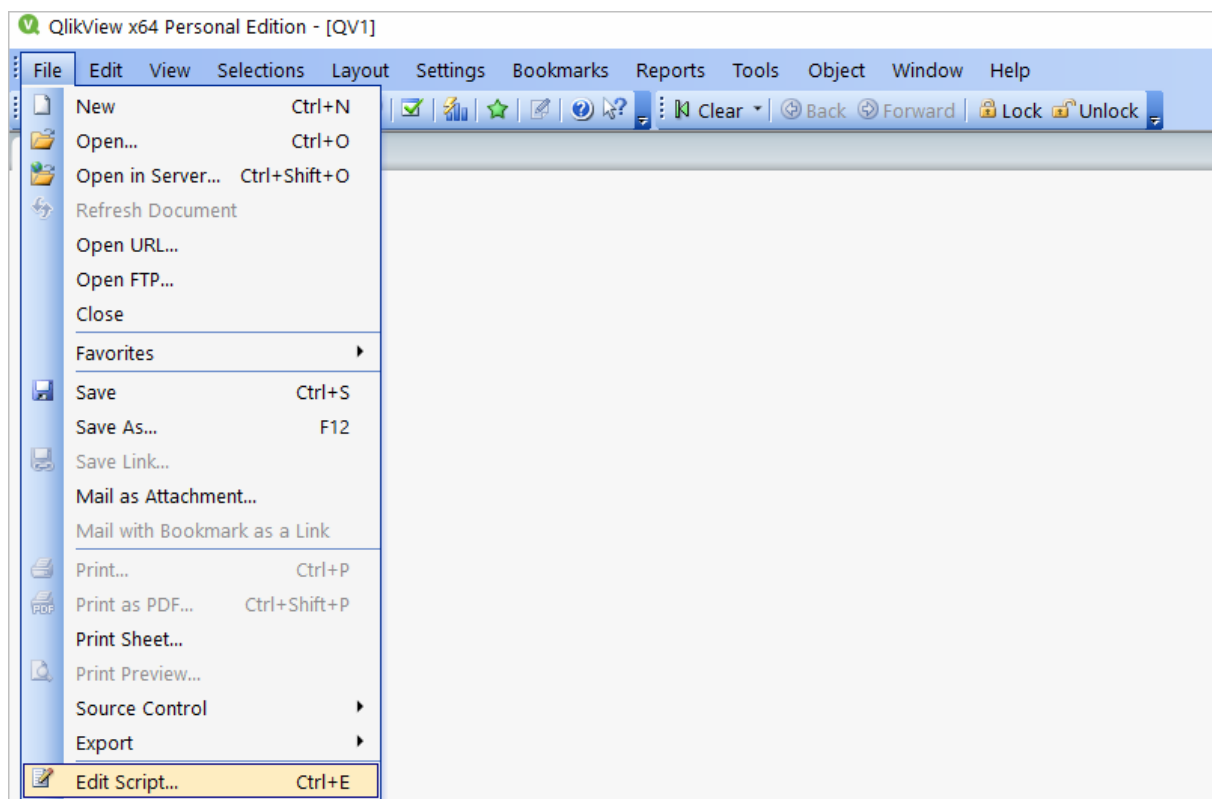 QlikView x64 Personal Edition - [QV1]
File Edit View Selections Layout Settings Bookmarks Reports Tools Object Window Help
Clear Back Forward Lock Unlock
New Ctrl+N
Open... Ctrl+O
Open in Server... Ctrl+Shift+O
Refresh Document
Open URL...
Open FTP...
Close
Favorites
Save Ctrl+S
Save As... F12
Save Link...
Mail as Attachment...
Mail with Bookmark as a Link
Print... Ctrl+P
PDF Print as PDF... Ctrl+Shift+P
Print Sheet...
Print Preview...
Source Control
Export
Edit Script... Ctrl+E